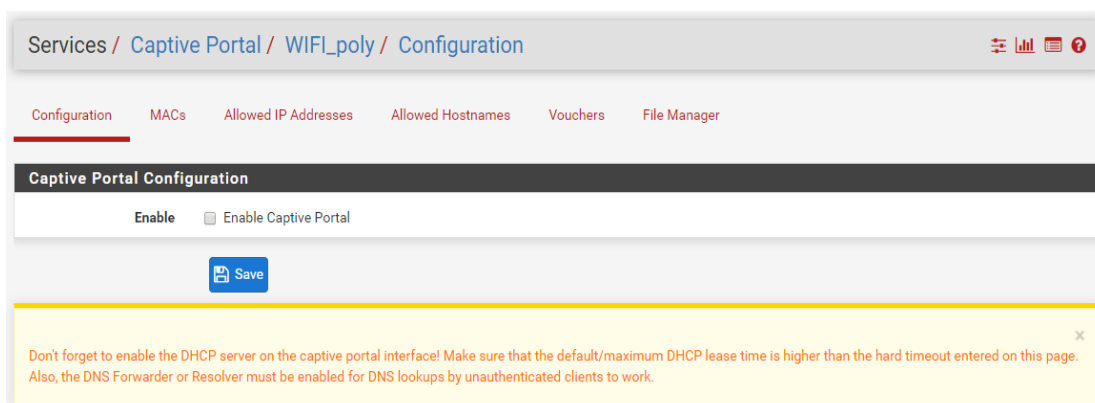 Services / Captive Portal / WIFI_poly / Configuration
Configuration MACs Allowed IP Addresses Allowed Hostnames Vouchers File Manager
Captive Portal Configuration
Enable Enable Captive Portal
Save
Don't forget to enable the DHCP server on the captive portal interface! Make sure that the default/maximum DHCP lease time is higher than the hard timeout entered on this page.
Also, the DNS Forwarder or Resolver must be enabled for DNS lookups by unauthenticated clients to work.